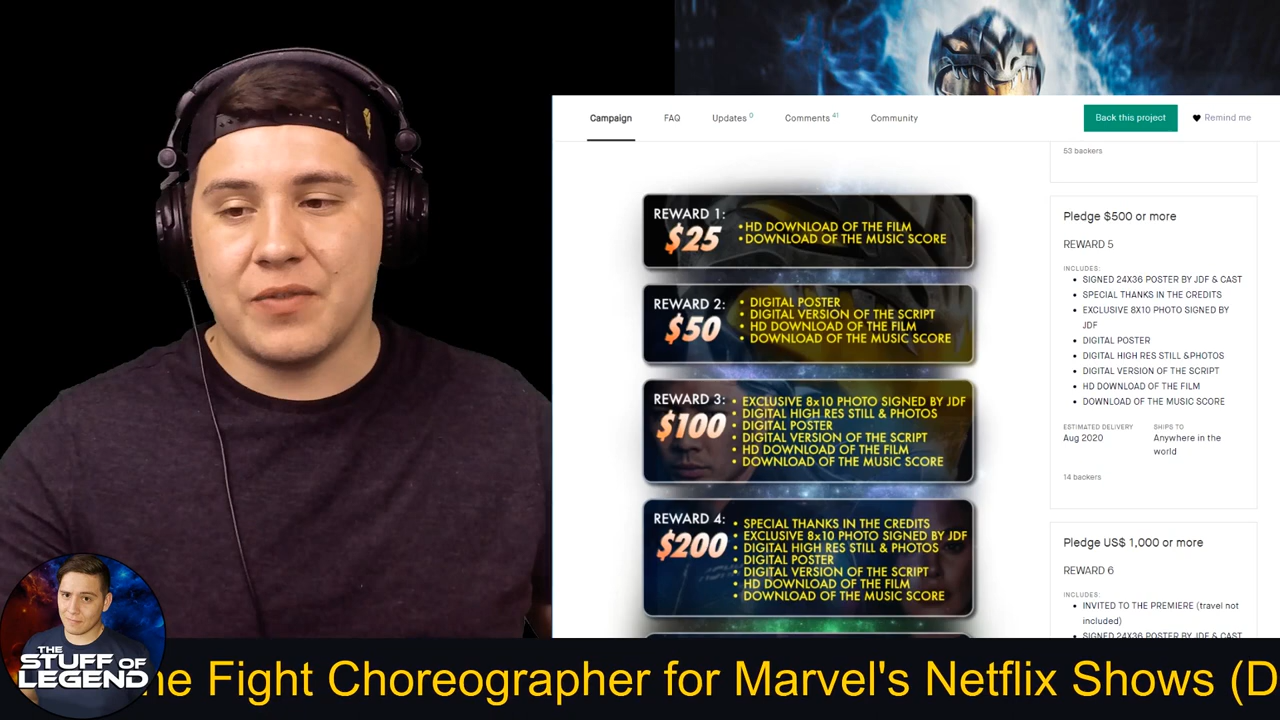 Campaign FAQ Updates 0 Comments 41 Community Back this project Remind me
REWARD 1:
$25
•HD DOWNLOAD OF THE FILM
•DOWNLOAD OF THE MUSIC SCORE
REWARD 2:
$50
• DIGITAL POSTER
• DIGITAL VERSION OF THE SCRIPT
• HD DOWNLOAD OF THE FILM
• DOWNLOAD OF THE MUSIC SCORE
REWARD 3:
$100
• EXCLUSIVE 8x10 PHOTO SIGNED BY JDF
• DIGITAL HIGH RES STILL & PHOTOS
• DIGITAL POSTER
• DIGITAL VERSION OF THE SCRIPT
• HD DOWNLOAD OF THE FILM
• DOWNLOAD OF THE MUSIC SCORE
REWARD 4:
$200
• SPECIAL THANKS IN THE CREDITS
• EXCLUSIVE 8x10 PHOTO SIGNED BY JDF
• DIGITAL HIGH RES STILL & PHOTOS
• DIGITAL POSTER
• DIGITAL VERSION OF THE SCRIPT
• HD DOWNLOAD OF THE FILM
• DOWNLOAD OF THE MUSIC SCORE
53 backers
Pledge $500 or more
REWARD 5
INCLUDES:
• SIGNED 24X36 POSTER BY JDF & CAST
• SPECIAL THANKS IN THE CREDITS
• EXCLUSIVE 8X10 PHOTO SIGNED BY
JDF
• DIGITAL POSTER
• DIGITAL HIGH RES STILL &PHOTOS
• DIGITAL VERSION OF THE SCRIPT
• HD DOWNLOAD OF THE FILM
• DOWNLOAD OF THE MUSIC SCORE
ESTIMATED DELIVERY SHIPS TO
Aug 2020 Anywhere in the
world
14 backers
Pledge US$ 1,000 or more
REWARD 6
INCLUDES:
• INVITED TO THE PREMIERE (travel not
included)
• SIGNED 24X36 POSTER BY JDF & CAST
THE
STUFF OF
LEGEND
he Fight Choreographer for Marvel's Netflix Shows (D